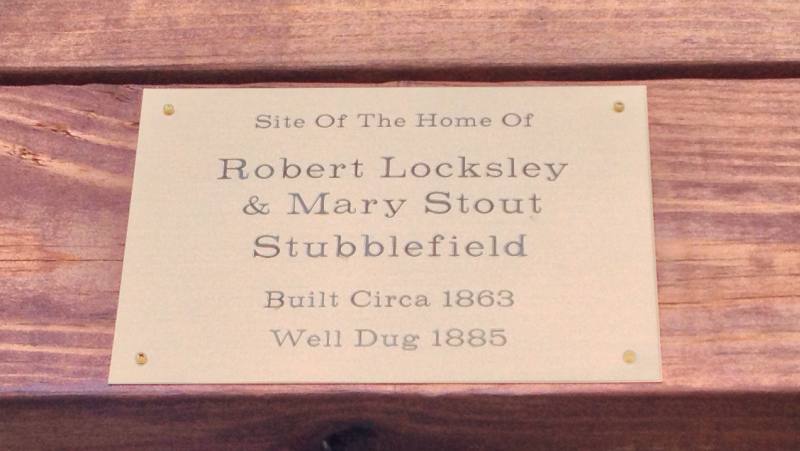 Site Of The Home Of
Robert Locksley
& Mary Stout
Stubblefield
Built Circa 1863
Well Dug 1885